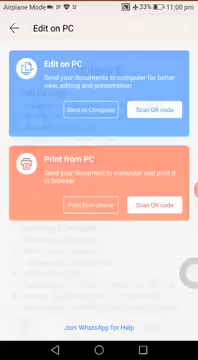 Airplane Mode 33% 11:00 pm
Edit on PC
Edit on PC
Send your documents to computer for better
view, editing and presentation
Send to Computer
Scan QR code
Print from PC
Send your document to computer and print it
in browser
Print from phone
Scan QR code
Join WhatsApp for Help